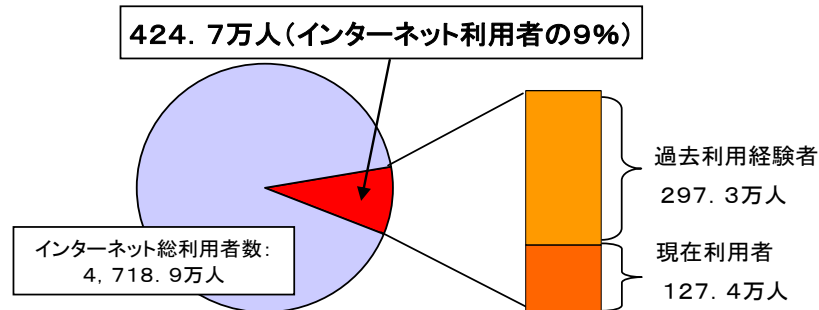 424.7万人(インターネット利用者の9%)
過去利用経験者
297.3万人
インターネット総利用者数:
4,718.9万人
現在利用者
127.4万人